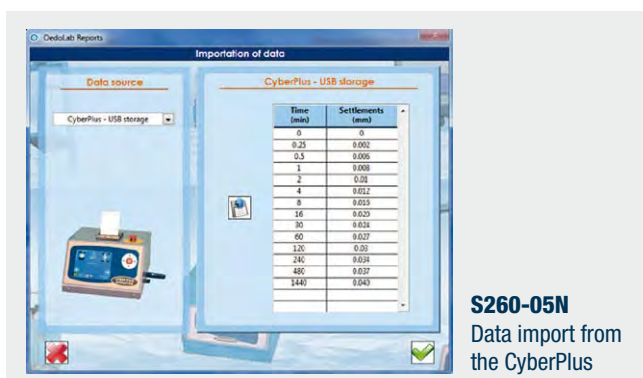 OedoLab Reports
Importation of data
Data source
CyberPlus - USB storage
CyberPlus - USB storage
Time (min) Settlements (mm)
0 0
0.25 0.002
0.5 0.006
1 0.008
2 0.01
4 0.012
8 0.015
16 0.020
30 0.024
60 0.027
120 0.03
240 0.034
480 0.037
1440 0.040
S260-05N
Data import from
the CyberPlus